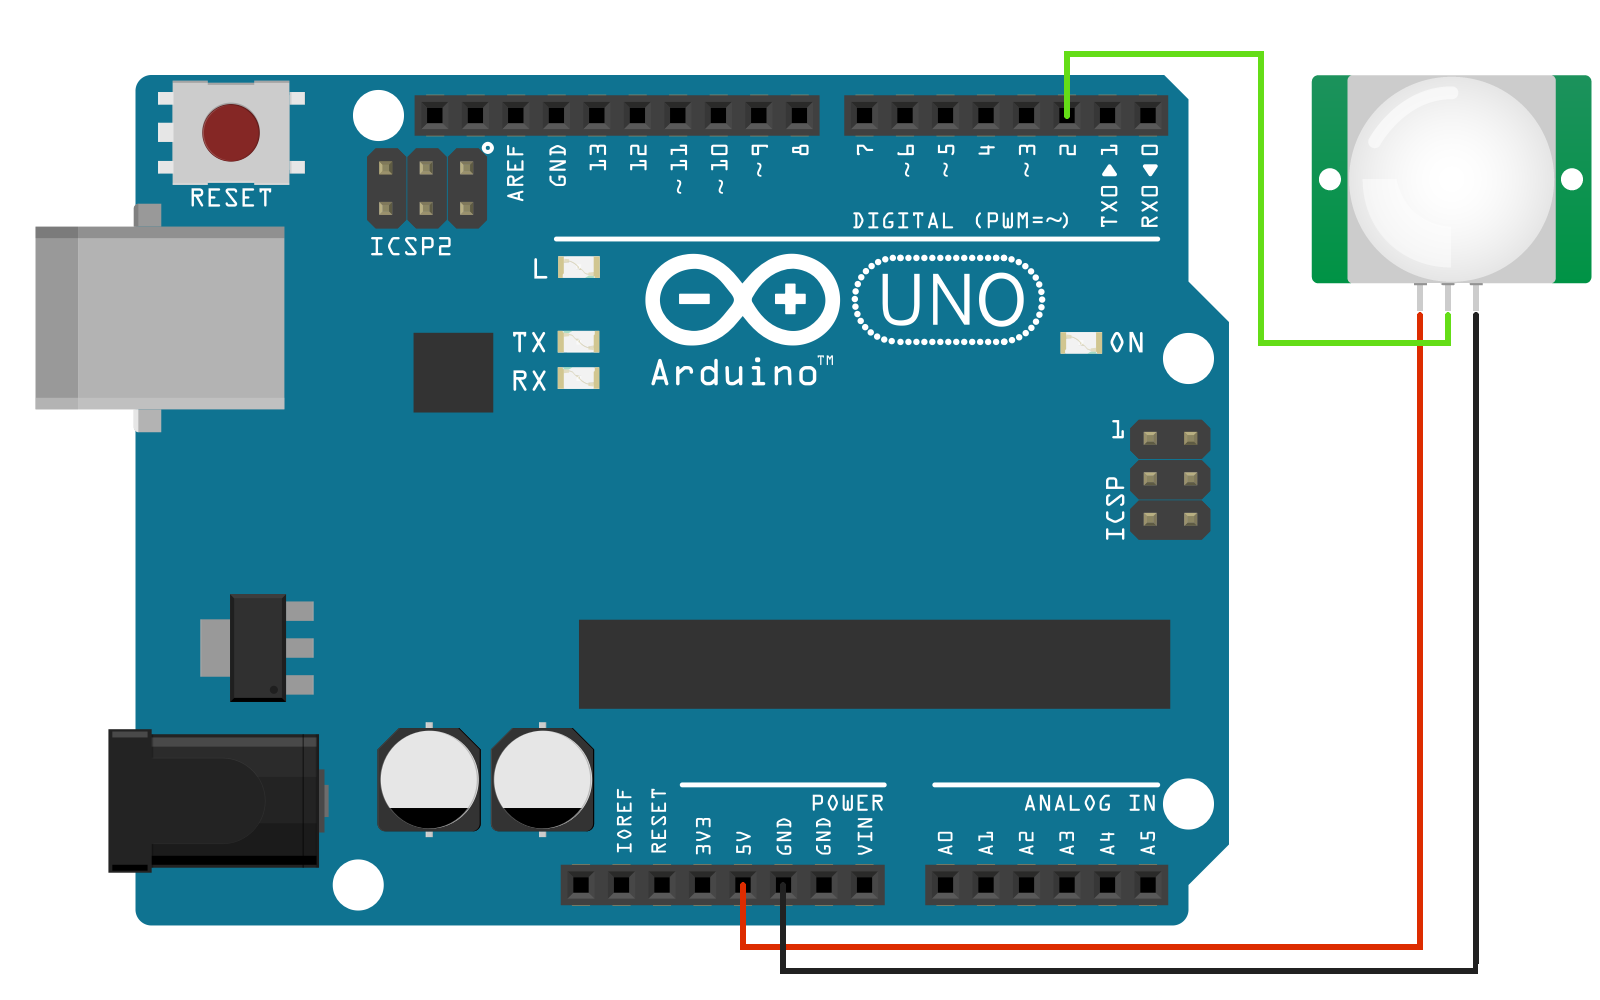 RESET
ICSP2
AREF
GND
13
12
~11
~10
~9
8
7
~6
~5
4
~3
2
TX0▶1
RX0◀0
DIGITAL (PWM=~)
L
TX
RX
UNO
Arduino™
ON
1
ICSP
POWER
ANALOG IN
IOREF
RESET
3V3
5V
GND
GND
VIN
A0
A1
A2
A3
A4
A5